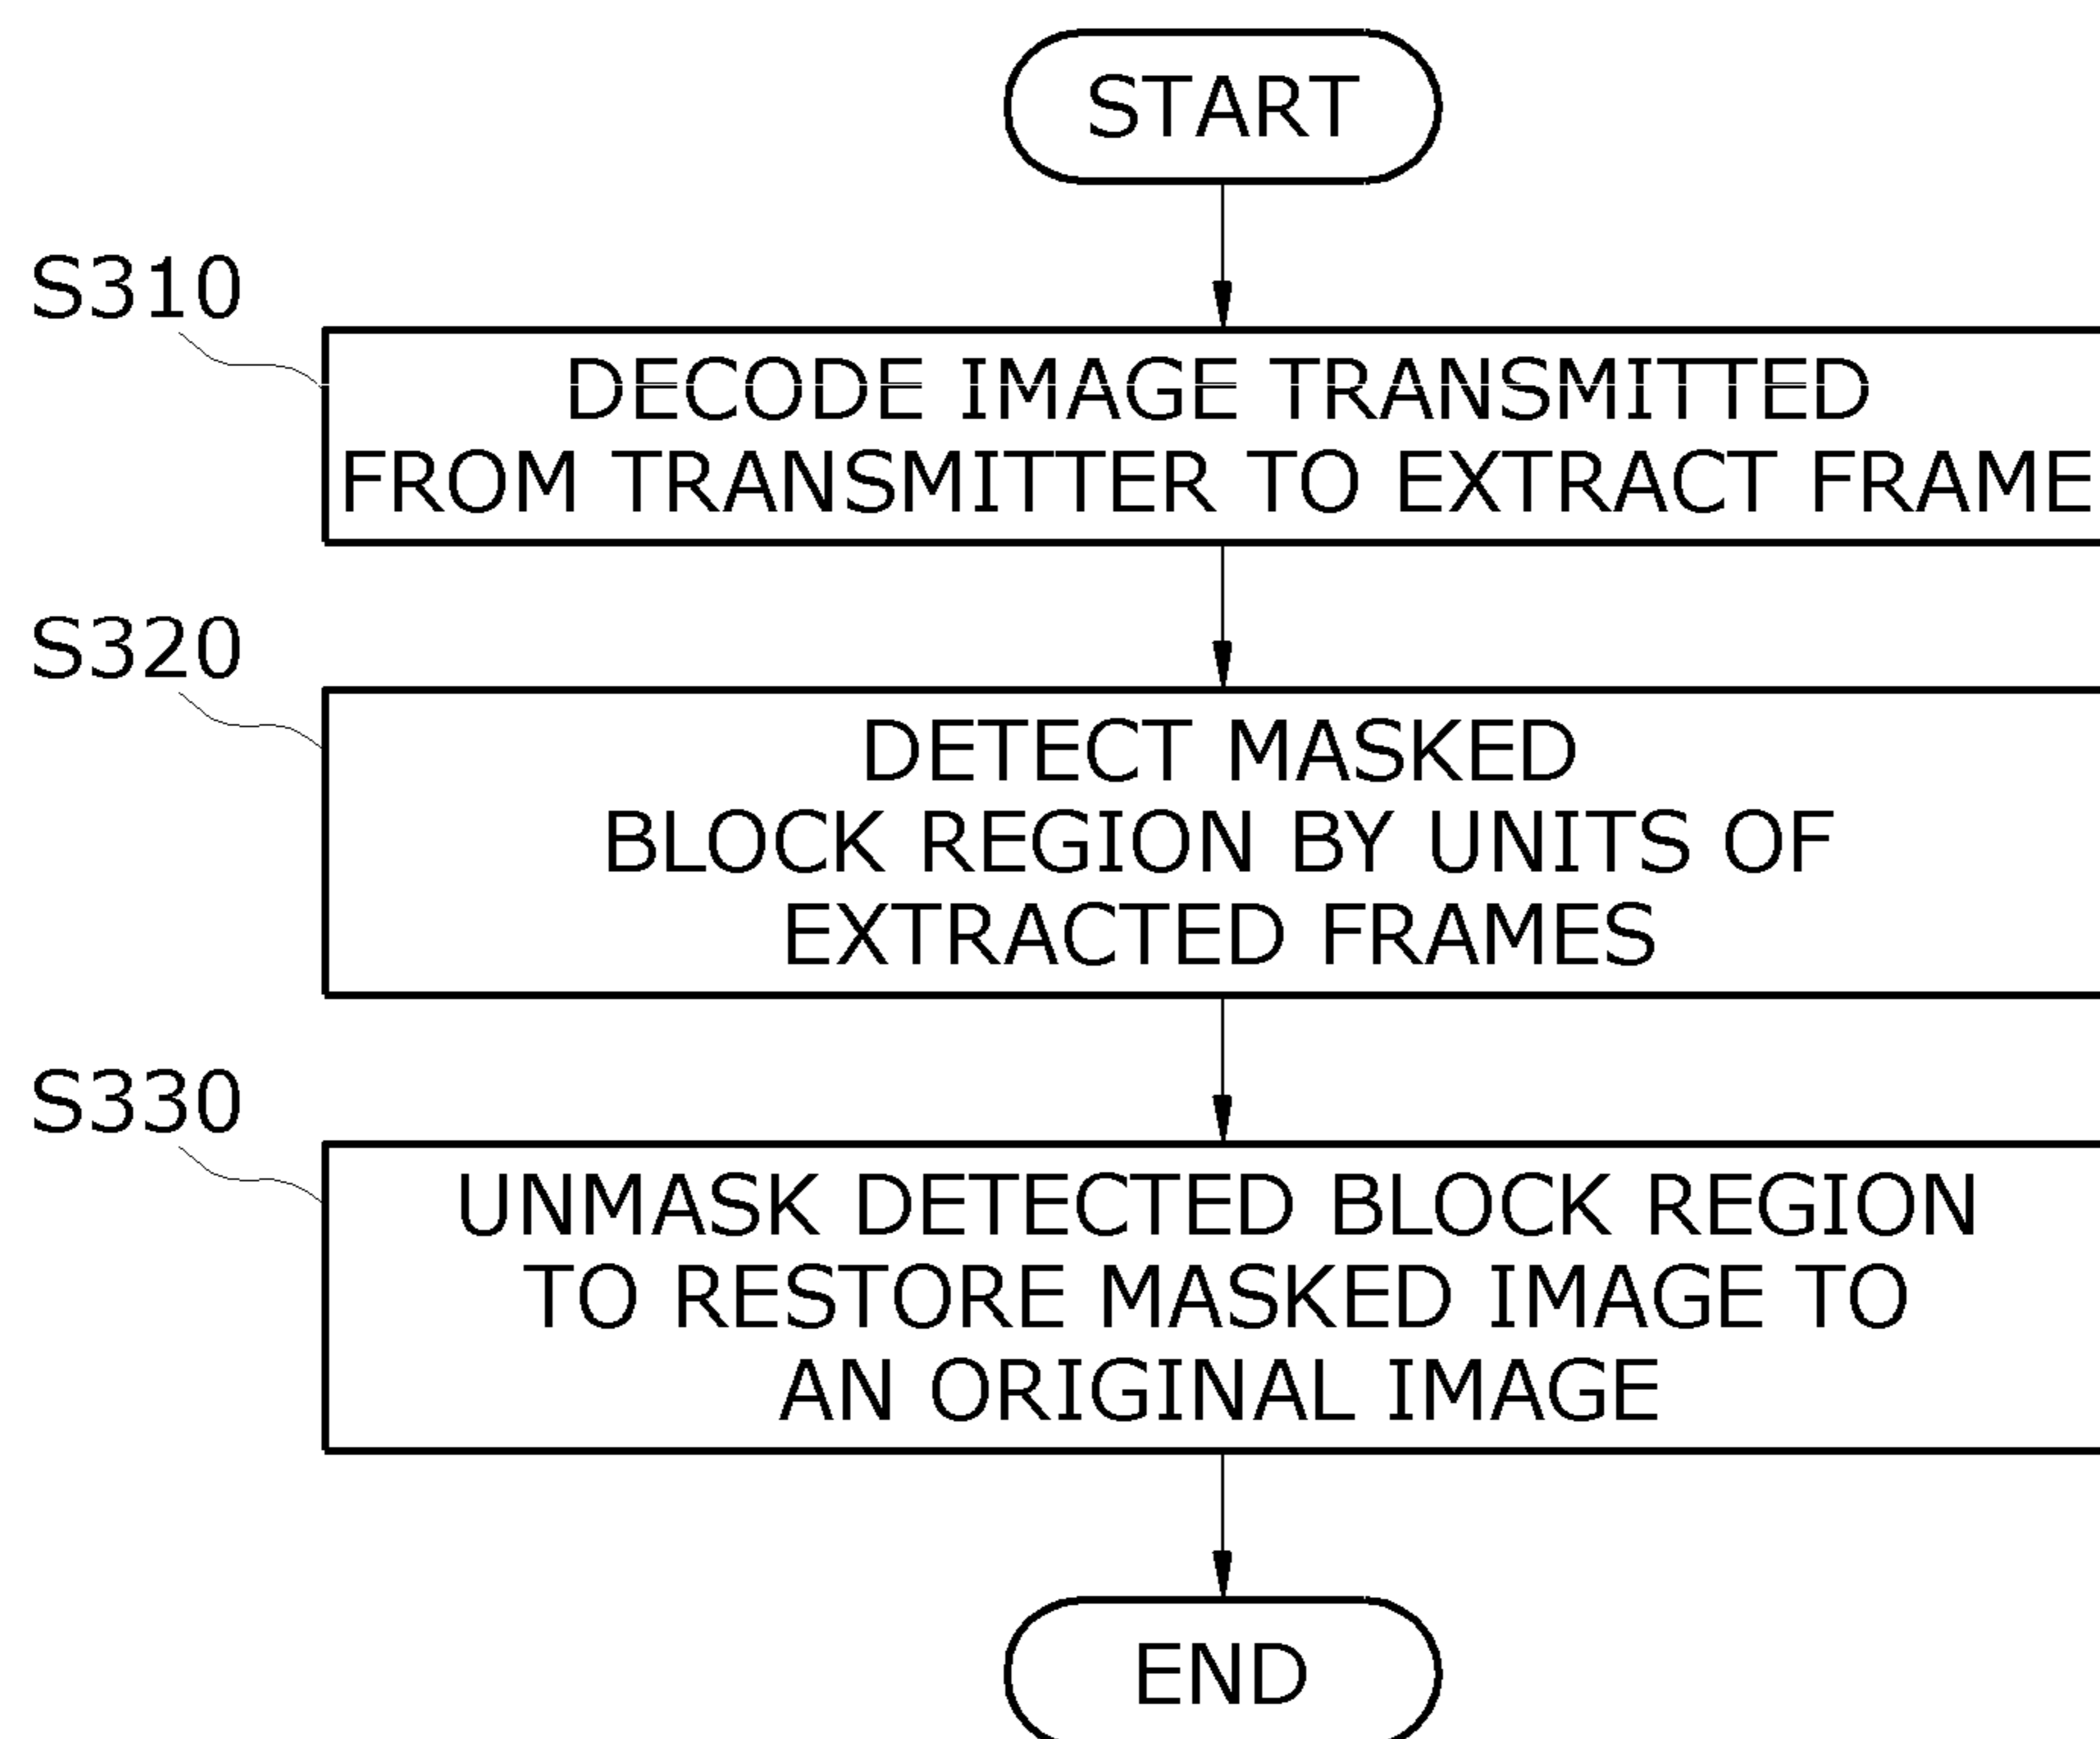 START
S310
DECODE IMAGE TRANSMITTED
FROM TRANSMITTER TO EXTRACT FRAME
S320
DETECT MASKED
BLOCK REGION BY UNITS OF
EXTRACTED FRAMES
S330
UNMASK DETECTED BLOCK REGION
TO RESTORE MASKED IMAGE TO
AN ORIGINAL IMAGE
END